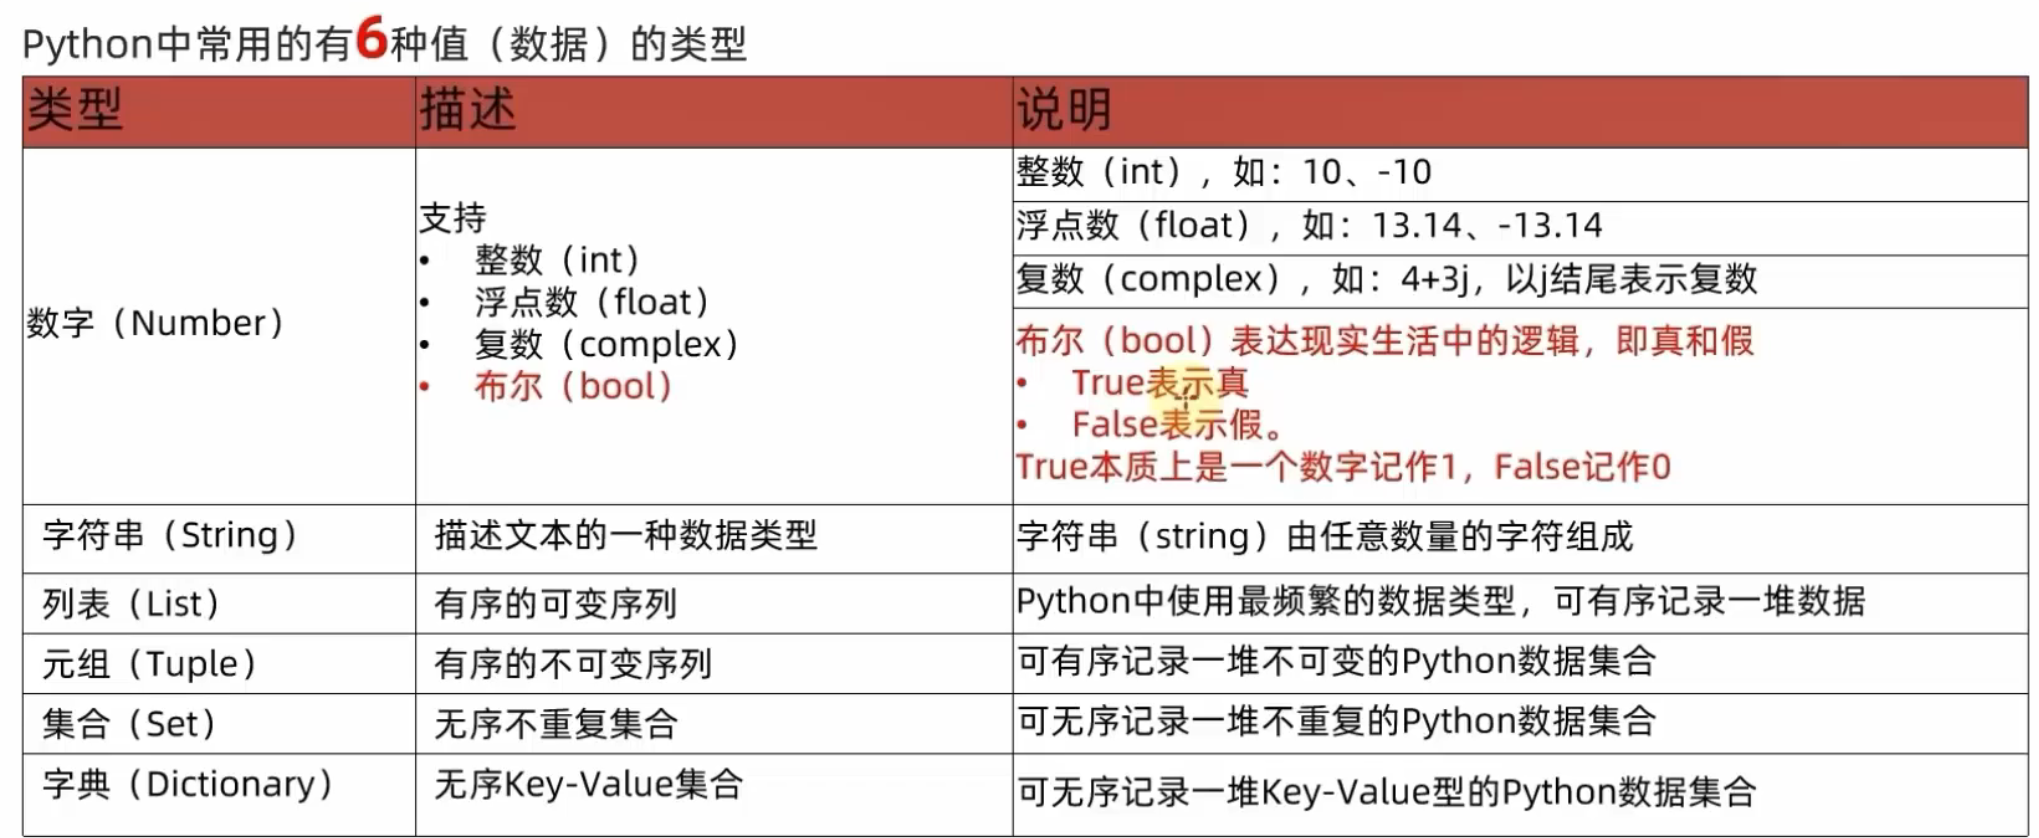 Python中常用的有6种值（数据）的类型
类型 描述 说明
数字（Number）
支持
• 整数（int）
• 浮点数（float）
• 复数（complex）
• 布尔（bool）
整数（int），如：10、-10
浮点数（float），如：13.14、-13.14
复数（complex），如：4+3j，以j结尾表示复数
布尔（bool）表达现实生活中的逻辑，即真和假
• True表示真
• False表示假。
True本质上是一个数字记作1，False记作0
字符串（String） 描述文本的一种数据类型 字符串（string）由任意数量的字符组成
列表（List） 有序的可变序列 Python中使用最频繁的数据类型，可有序记录一堆数据
元组（Tuple） 有序的不可变序列 可有序记录一堆不可变的Python数据集合
集合（Set） 无序不重复集合 可无序记录一堆不重复的Python数据集合
字典（Dictionary） 无序Key-Value集合 可无序记录一堆Key-Value型的Python数据集合